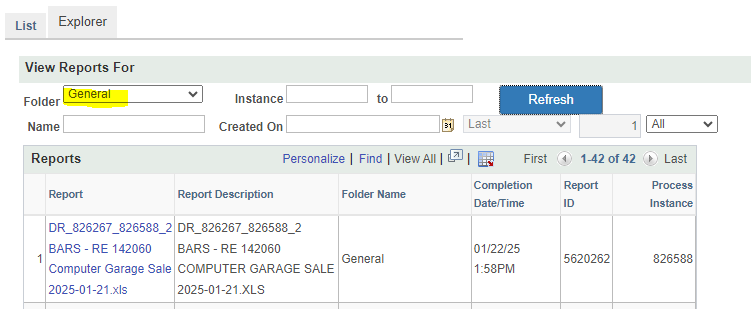 List Explorer
View Reports For
Folder General Instance to Refresh
Name Created On 31 Last 1 All
Reports Personalize | Find | View All | | First 1-42 of 42 Last
Report Report Description Folder Name Completion Date/Time Report ID Process Instance
1 DR_826267_826588_2 BARS - RE 142060 Computer Garage Sale 2025-01-21.xls DR_826267_826588_2 BARS - RE 142060 COMPUTER GARAGE SALE 2025-01-21.XLS General 01/22/25 1:58PM 5620262 826588